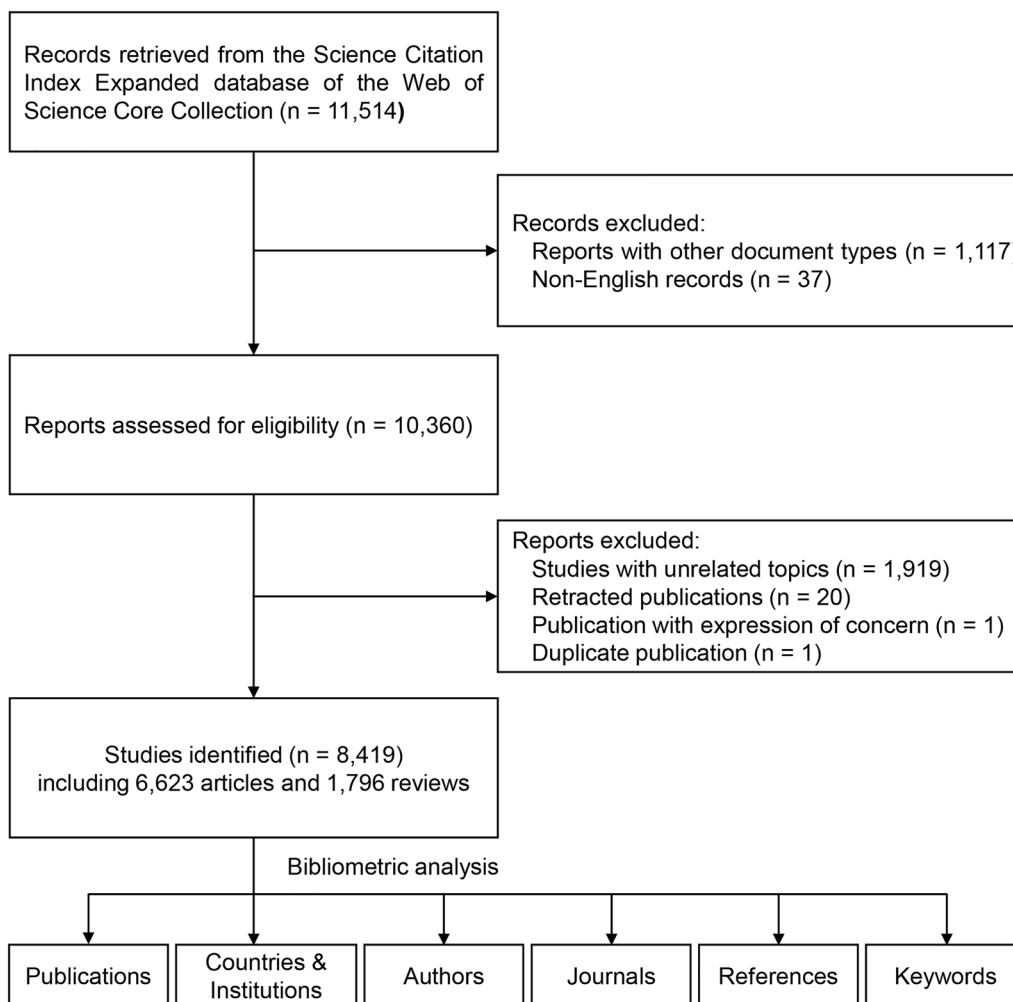 Records retrieved from the Science Citation
Index Expanded database of the Web of
Science Core Collection (n = 11,514)
Records excluded:
Reports with other document types (n = 1,117)
Non-English records (n = 37)
Reports assessed for eligibility (n = 10,360)
Reports excluded:
Studies with unrelated topics (n = 1,919)
Retracted publications (n = 20)
Publication with expression of concern (n = 1)
Duplicate publication (n = 1)
Studies identified (n = 8,419)
including 6,623 articles and 1,796 reviews
Bibliometric analysis
Publications
Countries &
Institutions
Authors
Journals
References
Keywords